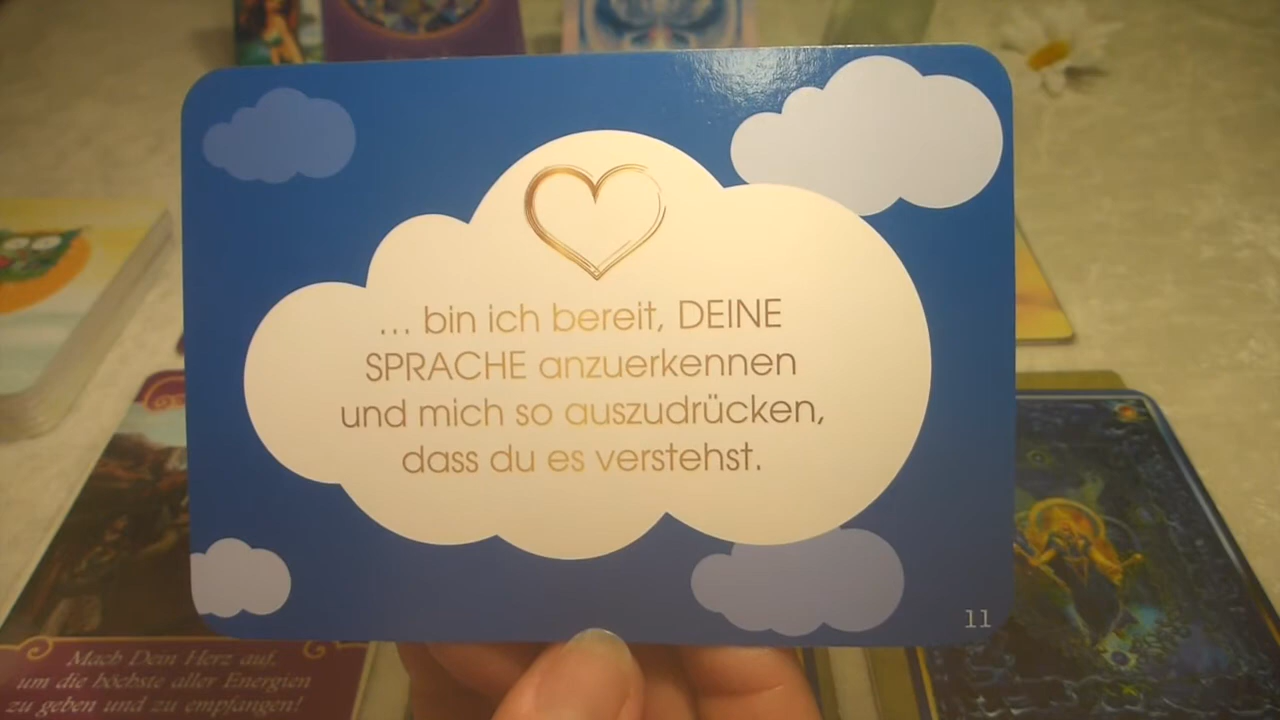 ... bin ich bereit, DEINE
SPRACHE anzuerkennen
und mich so auszudrücken,
dass du es verstehst.
11
Mach Dein Herz auf,
um die höchste aller Energien
zu geben und zu empfangen!